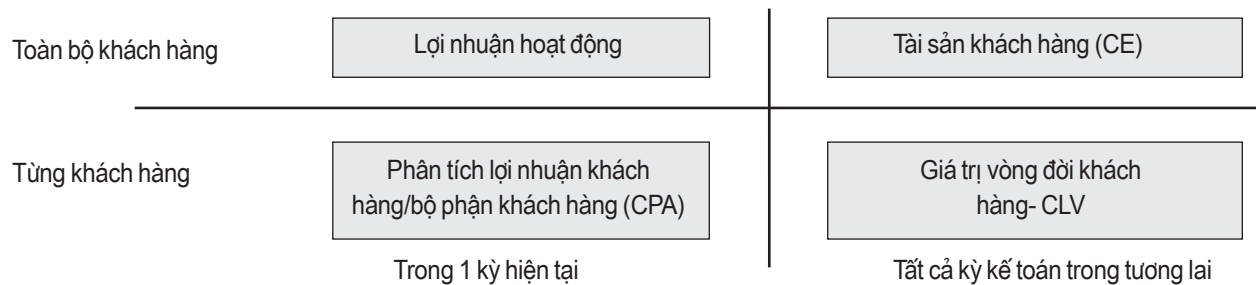 Toàn bộ khách hàng
Lợi nhuận hoạt động
Tài sản khách hàng (CE)
Từng khách hàng
Phân tích lợi nhuận khách
hàng/bộ phận khách hàng (CPA)
Giá trị vòng đời khách
hàng- CLV
Trong 1 kỳ hiện tại
Tất cả kỳ kế toán trong tương lai